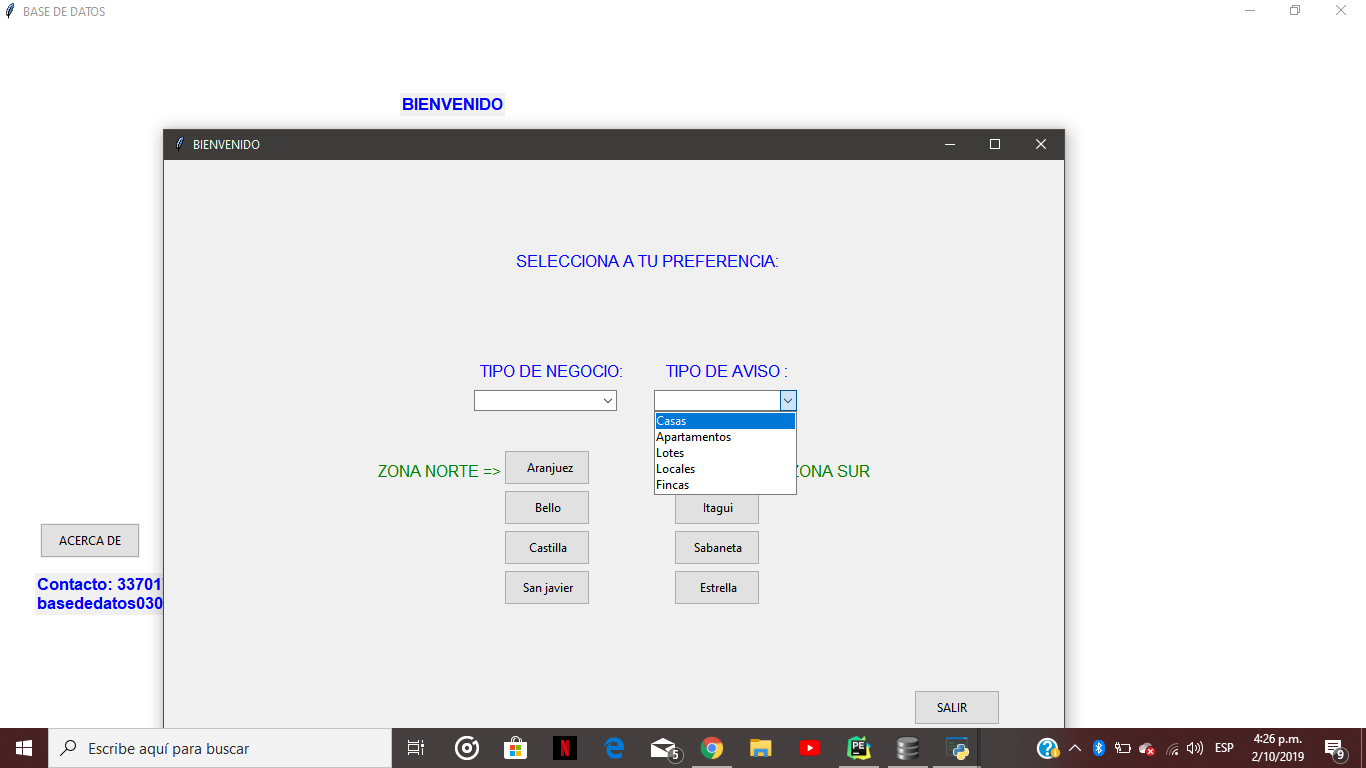 BASE DE DATOS
BIENVENIDO
BIENVENIDO
SELECCIONA A TU PREFERENCIA:
TIPO DE NEGOCIO: TIPO DE AVISO :
Casas
Apartamentos
Lotes
Locales
Fincas
ZONA NORTE => Aranjuez ZONA SUR
Bello Itagui
Castilla Sabaneta
San javier Estrella
ACERCA DE
Contacto: 33701
basededatos030
SALIR
Escribe aquí para buscar
N
5
PE
ESP
4:26 p.m.
2/10/2019
9